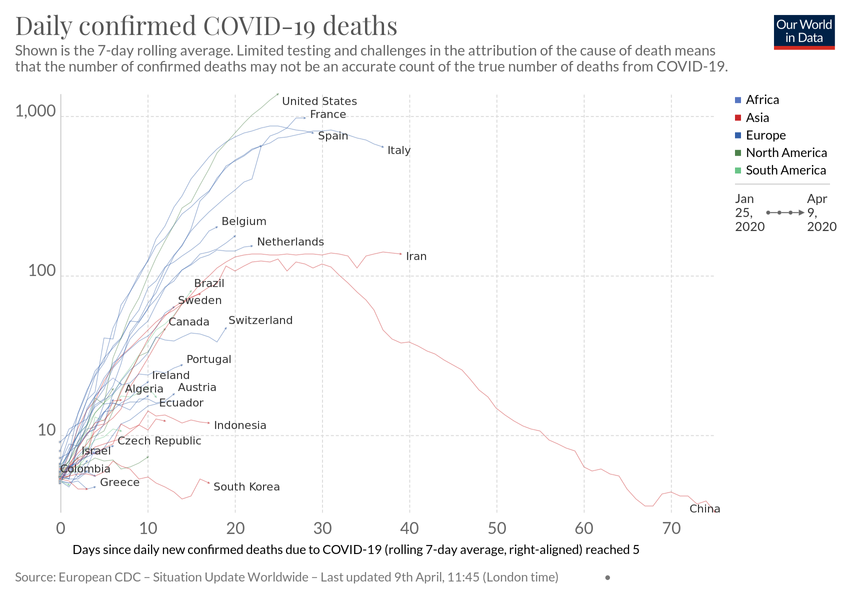 Daily confirmed COVID-19 deaths
Shown is the 7-day rolling average. Limited testing and challenges in the attribution of the cause of death means
that the number of confirmed deaths may not be an accurate count of the true number of deaths from COVID-19.
Our World
in Data
1,000
100
10
United States
France
Spain
Italy
Belgium
Netherlands
Iran
Brazil
Sweden
Canada
Switzerland
Portugal
Ireland
Algeria
Austria
Ecuador
Indonesia
Czech Republic
Israel
Colombia
Greece
South Korea
China
Africa
Asia
Europe
North America
South America
Jan
25,
2020
Apr
9,
2020
0 10 20 30 40 50 60 70
Days since daily new confirmed deaths due to COVID-19 (rolling 7-day average, right-aligned) reached 5
Source: European CDC – Situation Update Worldwide – Last updated 9th April, 11:45 (London time)